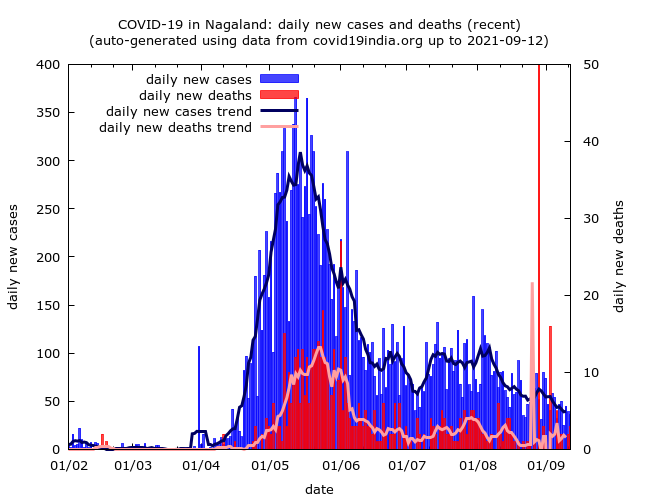 COVID-19 in Nagaland: daily new cases and deaths (recent)
(auto-generated using data from covid19india.org up to 2021-09-12)
daily new cases
daily new deaths
daily new cases trend
daily new deaths trend
400
350
300
250
200
150
100
50
0
daily new cases
50
40
30
20
10
0
daily new deaths
01/02 01/03 01/04 01/05 01/06 01/07 01/08 01/09
date